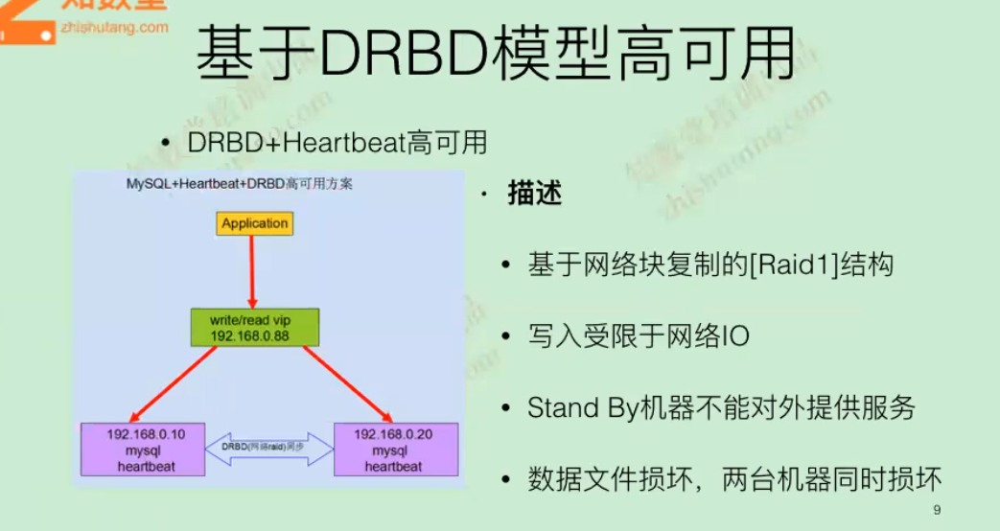 知数堂
zhishutang.com
基于DRBD模型高可用
• DRBD+Heartbeat高可用
MySQL+Heartbeat+DRBD高可用方案
Application
write/read vip
192.168.0.88
192.168.0.10
mysql
heartbeat
DRBD(网络raid)同步
192.168.0.20
mysql
heartbeat
· 描述
• 基于网络块复制的[Raid1]结构
• 写入受限于网络IO
• Stand By机器不能对外提供服务
• 数据文件损坏，两台机器同时损坏
9